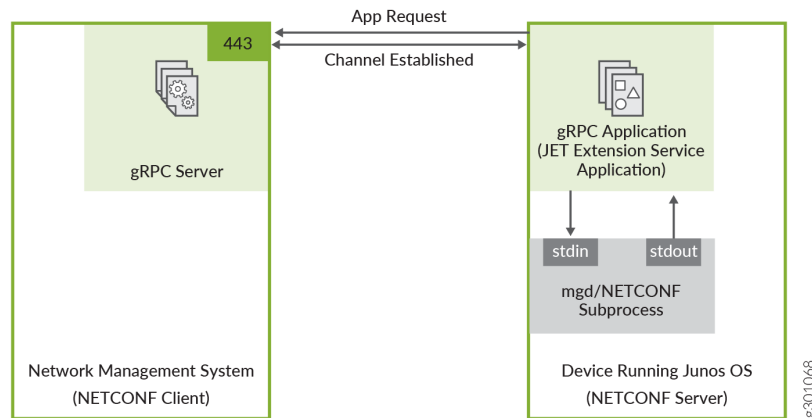 App Request
443
Channel Established
gRPC Server
gRPC Application
(JET Extension Service
Application)
stdin
stdout
mgd/NETCONF
Subprocess
Network Management System
(NETCONF Client)
Device Running Junos OS
(NETCONF Server)
g301068